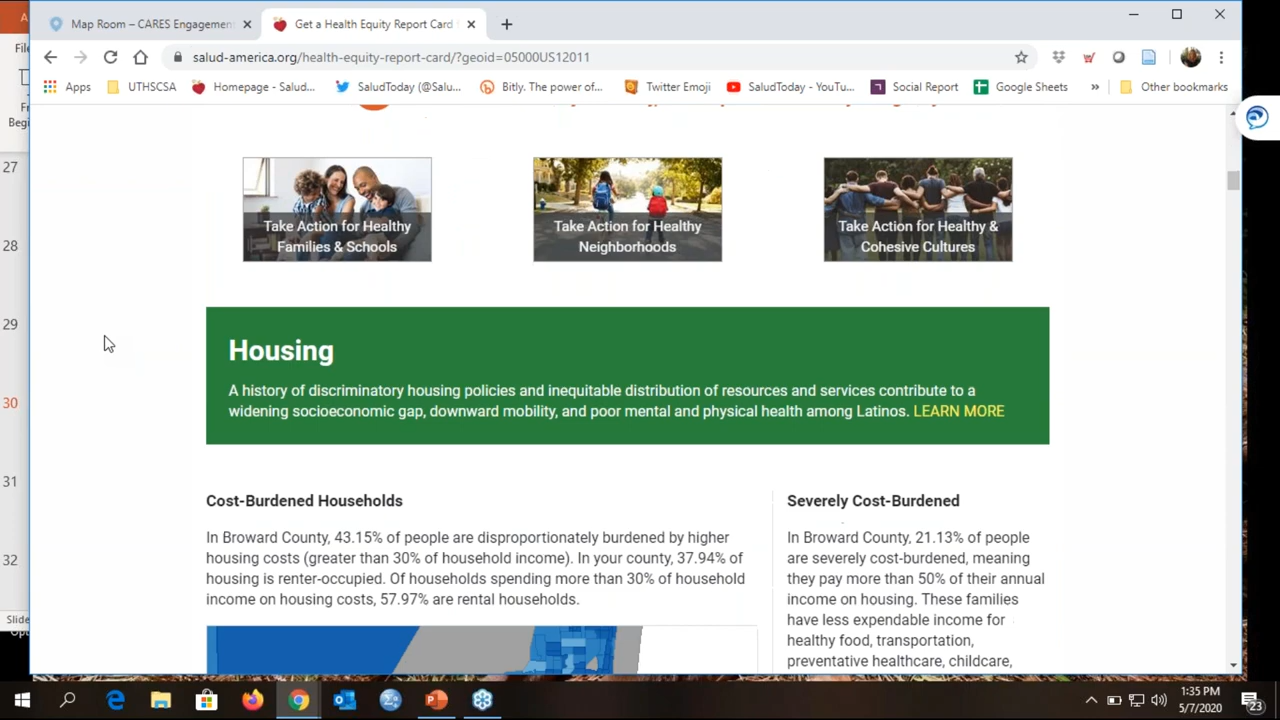 Map Room – CARES Engagement
Get a Health Equity Report Card
File
salud-america.org/health-equity-report-card/?geoid=05000US12011
Apps
UTHSCSA
Homepage - Salud...
SaludToday (@Salu...
Bitly. The power of...
Twitter Emoji
SaludToday - YouTu...
Social Report
Google Sheets
Other bookmarks
27
28
29
30
31
32
Take Action for Healthy
Families & Schools
Take Action for Healthy
Neighborhoods
Take Action for Healthy &
Cohesive Cultures
Housing
A history of discriminatory housing policies and inequitable distribution of resources and services contribute to a
widening socioeconomic gap, downward mobility, and poor mental and physical health among Latinos. LEARN MORE
Cost-Burdened Households
In Broward County, 43.15% of people are disproportionately burdened by higher
housing costs (greater than 30% of household income). In your county, 37.94% of
housing is renter-occupied. Of households spending more than 30% of household
income on housing costs, 57.97% are rental households.
Severely Cost-Burdened
In Broward County, 21.13% of people
are severely cost-burdened, meaning
they pay more than 50% of their annual
income on housing. These families
have less expendable income for
healthy food, transportation,
preventative healthcare, childcare,
Slide
1:35 PM
5/7/2020
23